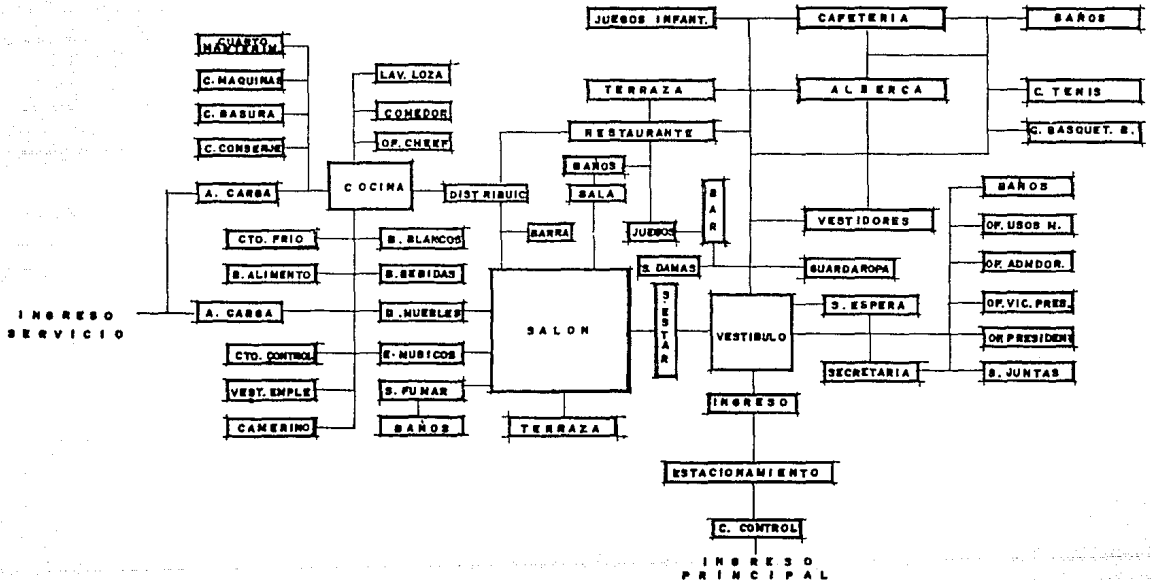 JUEGOS INFANT.
CAFETERIA
BAÑOS
CUARTO
MANTENIM.
C. MAQUINAS
LAV. LOZA
TERRAZA
ALBERCA
C. TENIS
C. BASURA
COMEDOR
RESTAURANTE
C. BASQUET. B.
C. CONSERJE
OF. CHEEF
BAÑOS
A. CARGA
COCINA
DISTRIBUIC
SALA
BAR
BAÑOS
VESTIDORES
OF. USOS M.
CTO. FRIO
B. BLANCOS
BARRA
JUEGOS
B. ALIMENTO
B. BEBIDAS
S. DAMAS
GUARDAROPA
OF. ADMDOR.
INGRESO
SERVICIO
A. CARGA
D. MUEBLES
SALON
S. ESTAR
VESTIBULO
S. ESPERA
OF. VIC. PRES.
CTO. CONTROL
E. MUSICOS
OF. PRESIDENT
VEST. EMPLE
S. FUMAR
SECRETARIA
S. JUNTAS
CAMERINO
BAÑOS
TERRAZA
INGRESO
ESTACIONAMIENTO
C. CONTROL
INGRESO
PRINCIPAL